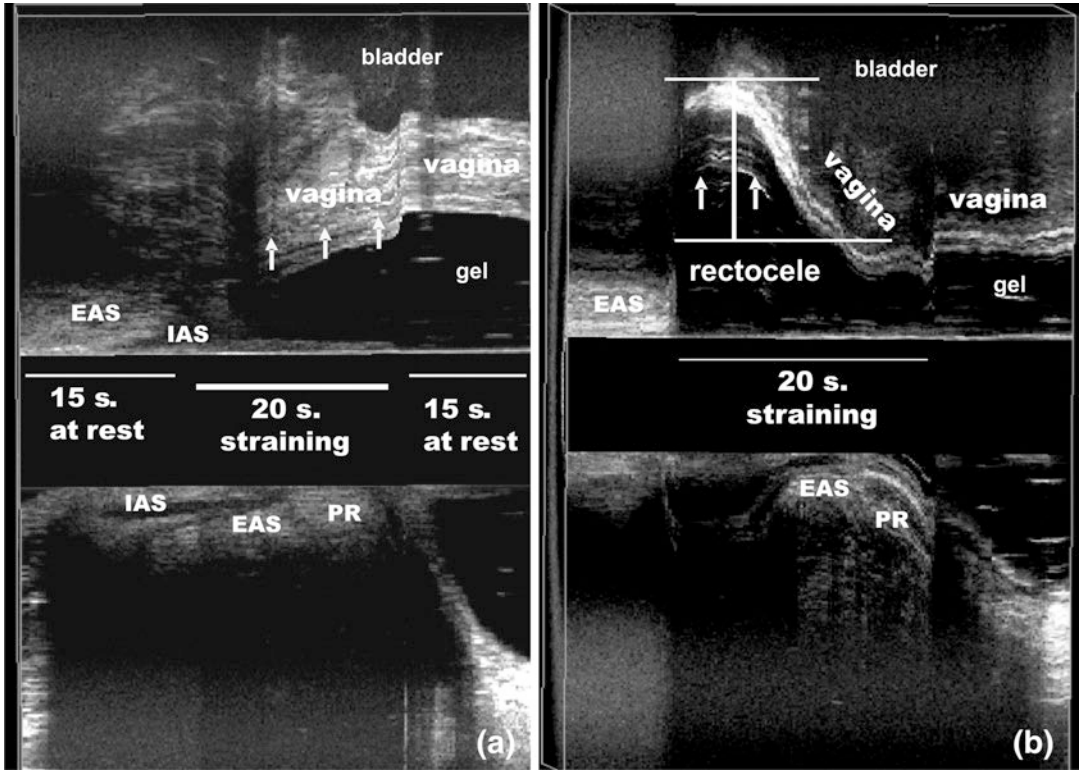 bladder
vagina
vagina
gel
EAS
IAS
15 s.
at rest
20 s.
straining
15 s.
at rest
IAS
EAS
PR
(a)
bladder
vagina
vagina
rectocele
gel
EAS
20 s.
straining
EAS
PR
(b)